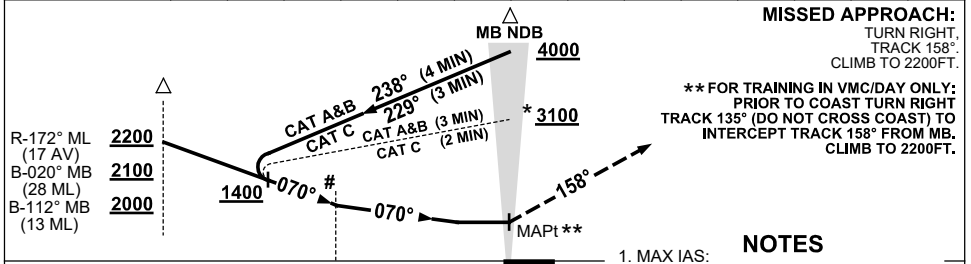 MISSED APPROACH:
TURN RIGHT,
TRACK 158°.
CLIMB TO 2200FT.
** FOR TRAINING IN VMC/DAY ONLY:
PRIOR TO COAST TURN RIGHT
TRACK 135° (DO NOT CROSS COAST) TO
INTERCEPT TRACK 158° FROM MB.
CLIMB TO 2200FT.
MB NDB
4000
CAT A&B 238° (4 MIN)
CAT C 229° (3 MIN)
CAT A&B (3 MIN)
CAT C (2 MIN)
* 3100
R-172° ML 2200
(17 AV)
B-020° MB 2100
(28 ML)
B-112° MB 2000
(13 ML)
1400
070°
#
070°
158°
MAPt **
NOTES
1. MAX IAS: